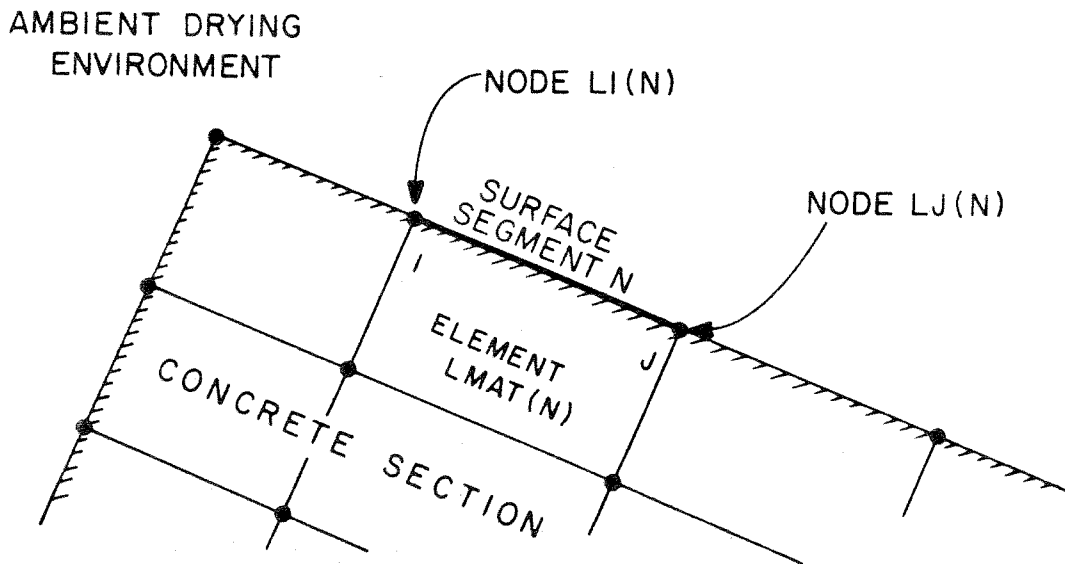 AMBIENT DRYING
ENVIRONMENT
NODE LI(N)
SURFACE
SEGMENT N
NODE LJ(N)
I
J
ELEMENT
LMAT(N)
CONCRETE SECTION